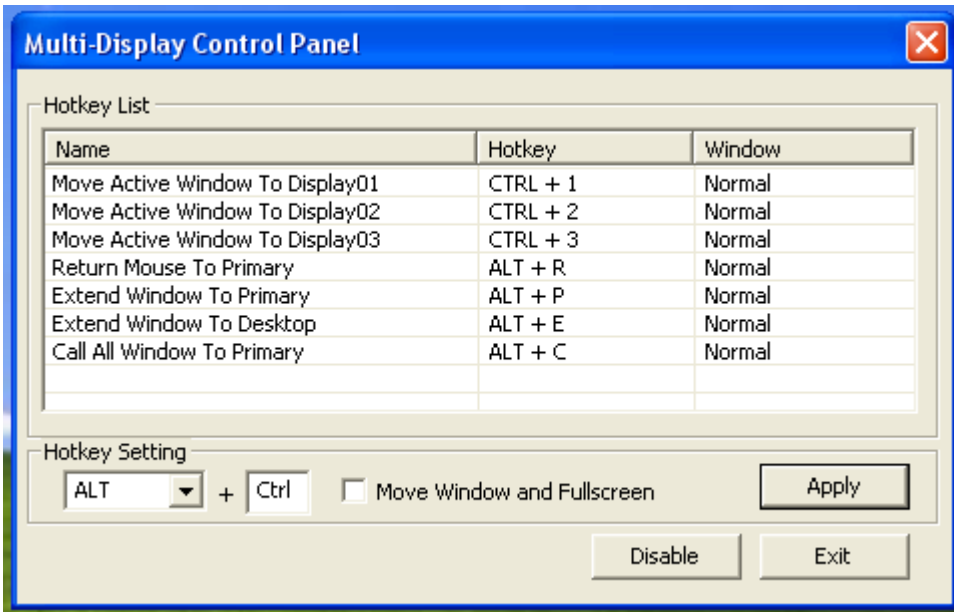 Multi-Display Control Panel
Hotkey List
Name Hotkey Window
Move Active Window To Display01 CTRL + 1 Normal
Move Active Window To Display02 CTRL + 2 Normal
Move Active Window To Display03 CTRL + 3 Normal
Return Mouse To Primary ALT + R Normal
Extend Window To Primary ALT + P Normal
Extend Window To Desktop ALT + E Normal
Call All Window To Primary ALT + C Normal
Hotkey Setting
ALT + Ctrl Move Window and Fullscreen Apply
Disable Exit